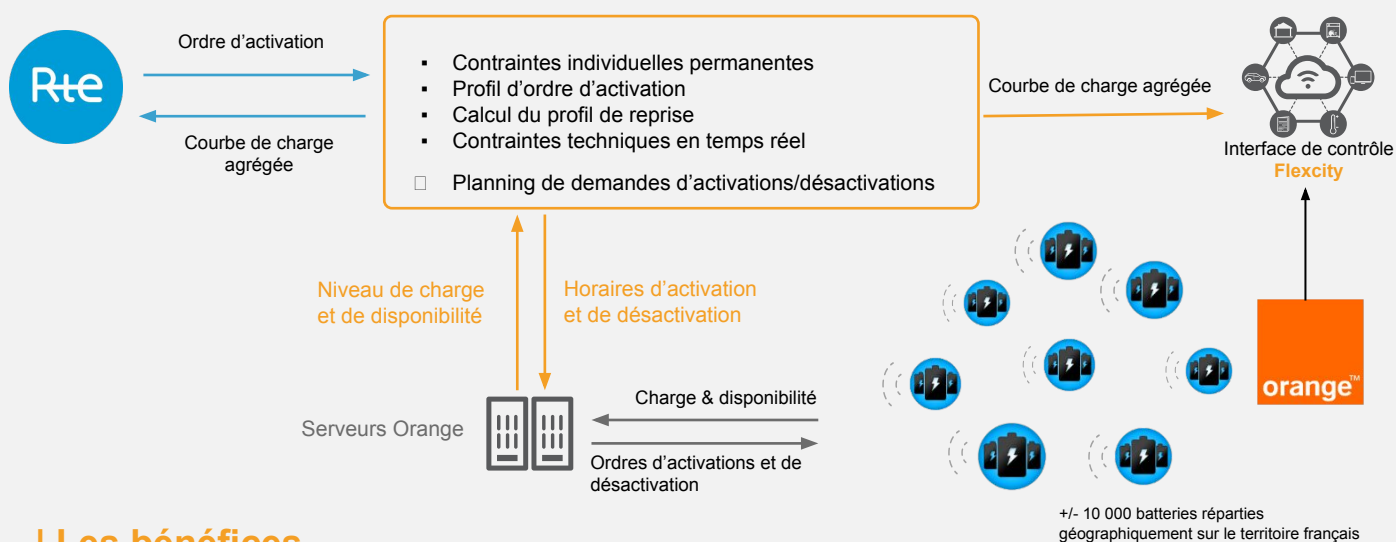 Rte
Ordre d'activation
Courbe de charge
agrégée
▪ Contraintes individuelles permanentes
▪ Profil d'ordre d'activation
▪ Calcul du profil de reprise
▪ Contraintes techniques en temps réel
Planning de demandes d'activations/désactivations
Courbe de charge agrégée
Interface de contrôle
Flexcity
Niveau de charge
et de disponibilité
Horaires d'activation
et de désactivation
Serveurs Orange
Charge & disponibilité
Ordres d'activations et de
désactivation
orange™
+/- 10 000 batteries réparties
géographiquement sur le territoire français
| Les bénéfices